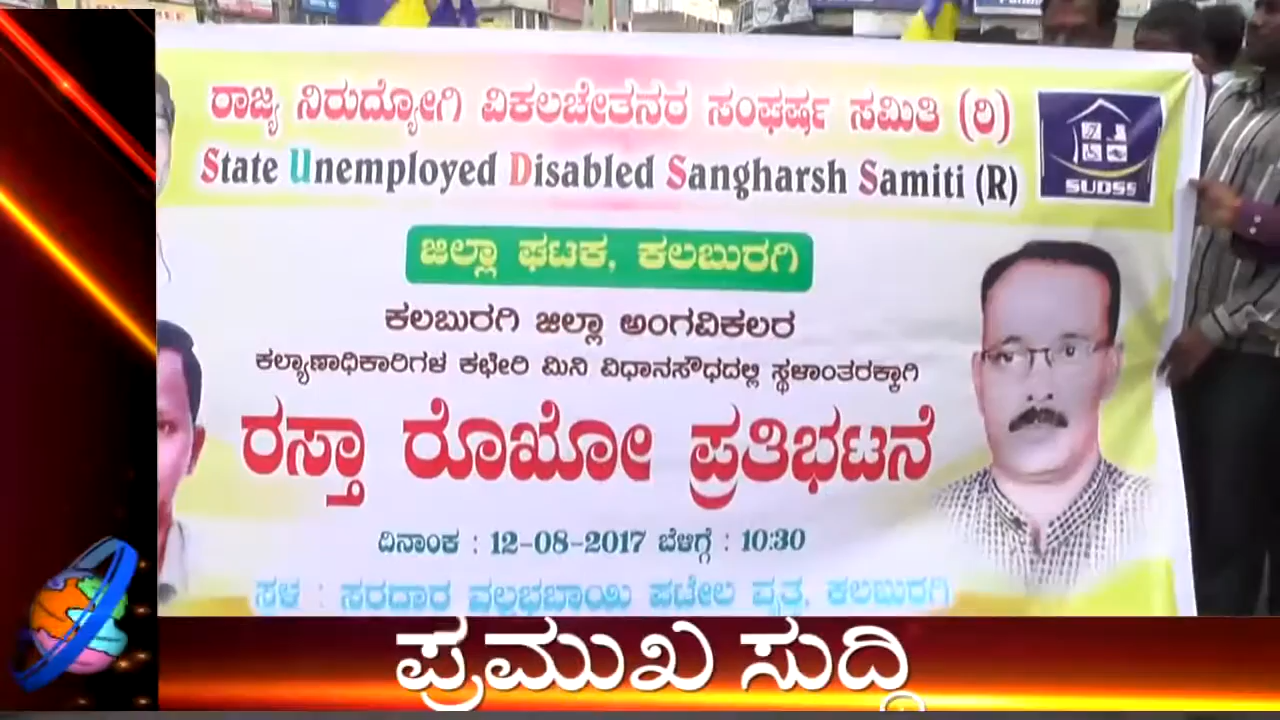 ರಾಜ್ಯ ನಿರುದ್ಯೋಗಿ ವಿಕಲಚೇತನರ ಸಂಘರ್ಷ ಸಮಿತಿ (ರಿ)
State Unemployed Disabled Sangharsh Samiti (R)
SUDSS
ಜಿಲ್ಲಾ ಘಟಕ, ಕಲಬುರಗಿ
ಕಲಬುರಗಿ ಜಿಲ್ಲಾ ಅಂಗವಿಕಲರ
ಕಲ್ಯಾಣಾಧಿಕಾರಿಗಳ ಕಛೇರಿ ಮಿನಿ ವಿಧಾನಸೌಧದಲ್ಲಿ ಸ್ಥಳಾಂತರಕ್ಕಾಗಿ
ರಸ್ತಾ ರೊಖೋ ಪ್ರತಿಭಟನೆ
ದಿನಾಂಕ : 12-08-2017 ಬೆಳಿಗ್ಗೆ : 10:30
ಸ್ಥಳ : ಸರದಾರ ವಲ್ಲಭಬಾಯಿ ಪಟೇಲ ವೃತ್ತ, ಕಲಬುರಗಿ
ಪ್ರಮುಖ ಸುದ್ದಿ